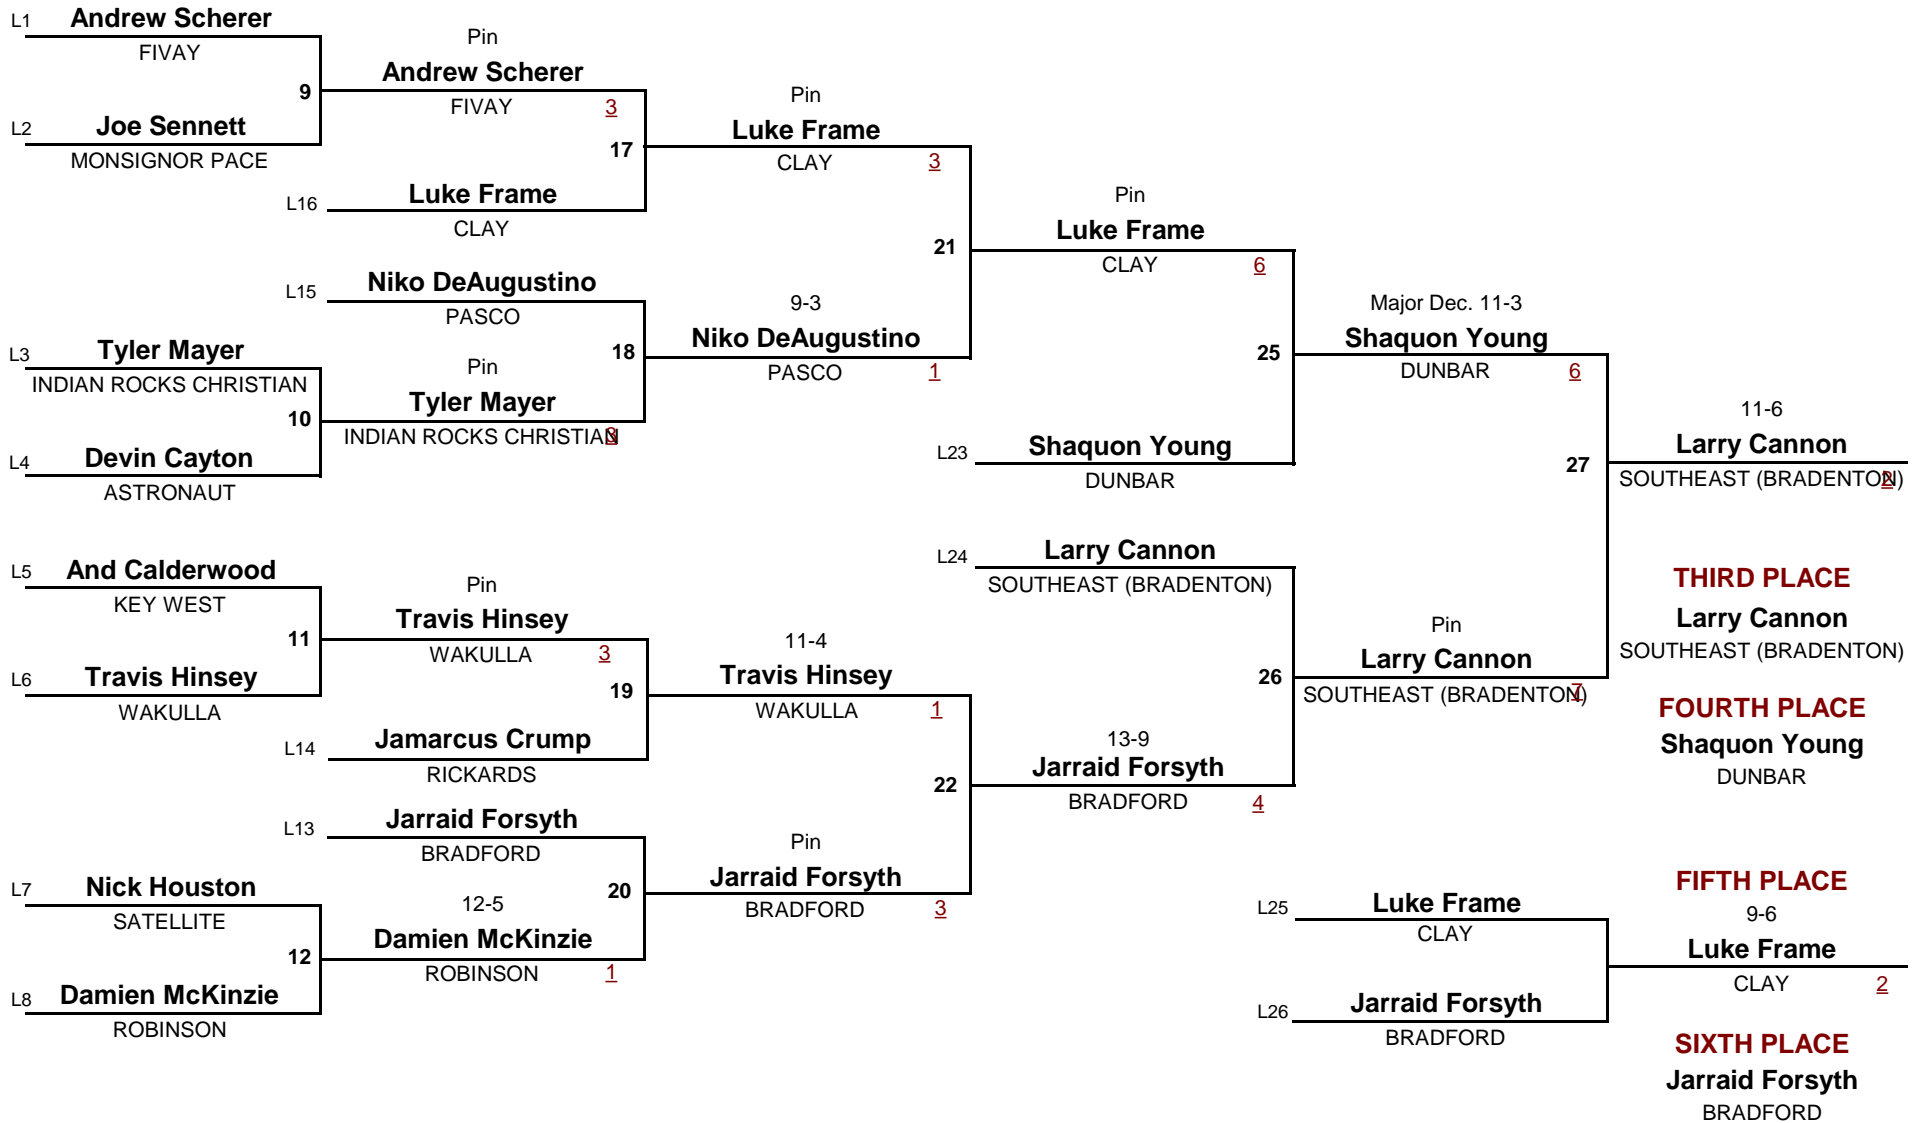 L1 Andrew Scherer
FIVAY
9
L2 Joe Sennett
MONSIGNOR PACE
Pin
Andrew Scherer
FIVAY 3
17
L16 Luke Frame
CLAY
Pin
Luke Frame
CLAY 3
21
L15 Niko DeAugustino
PASCO
18
L3 Tyler Mayer
INDIAN ROCKS CHRISTIAN
10
L4 Devin Cayton
ASTRONAUT
Pin
Tyler Mayer
INDIAN ROCKS CHRISTIAN 3
9-3
Niko DeAugustino
PASCO 1
Pin
Luke Frame
CLAY 6
25
L23 Shaquon Young
DUNBAR
Major Dec. 11-3
Shaquon Young
DUNBAR 6
27
11-6
Larry Cannon
SOUTHEAST (BRADENTON) 2
L5 And Calderwood
KEY WEST
11
L6 Travis Hinsey
WAKULLA
Pin
Travis Hinsey
WAKULLA 3
19
L14 Jamarcus Crump
RICKARDS
11-4
Travis Hinsey
WAKULLA 1
22
L13 Jarraid Forsyth
BRADFORD
20
L7 Nick Houston
SATELLITE
12
L8 Damien McKinzie
ROBINSON
12-5
Damien McKinzie
ROBINSON 1
Pin
Jarraid Forsyth
BRADFORD 3
L24 Larry Cannon
SOUTHEAST (BRADENTON)
26
13-9
Jarraid Forsyth
BRADFORD 4
Pin
Larry Cannon
SOUTHEAST (BRADENTON) 7
THIRD PLACE
Larry Cannon
SOUTHEAST (BRADENTON)
FOURTH PLACE
Shaquon Young
DUNBAR
L25 Luke Frame
CLAY
L26 Jarraid Forsyth
BRADFORD
FIFTH PLACE
9-6
Luke Frame
CLAY 2
SIXTH PLACE
Jarraid Forsyth
BRADFORD